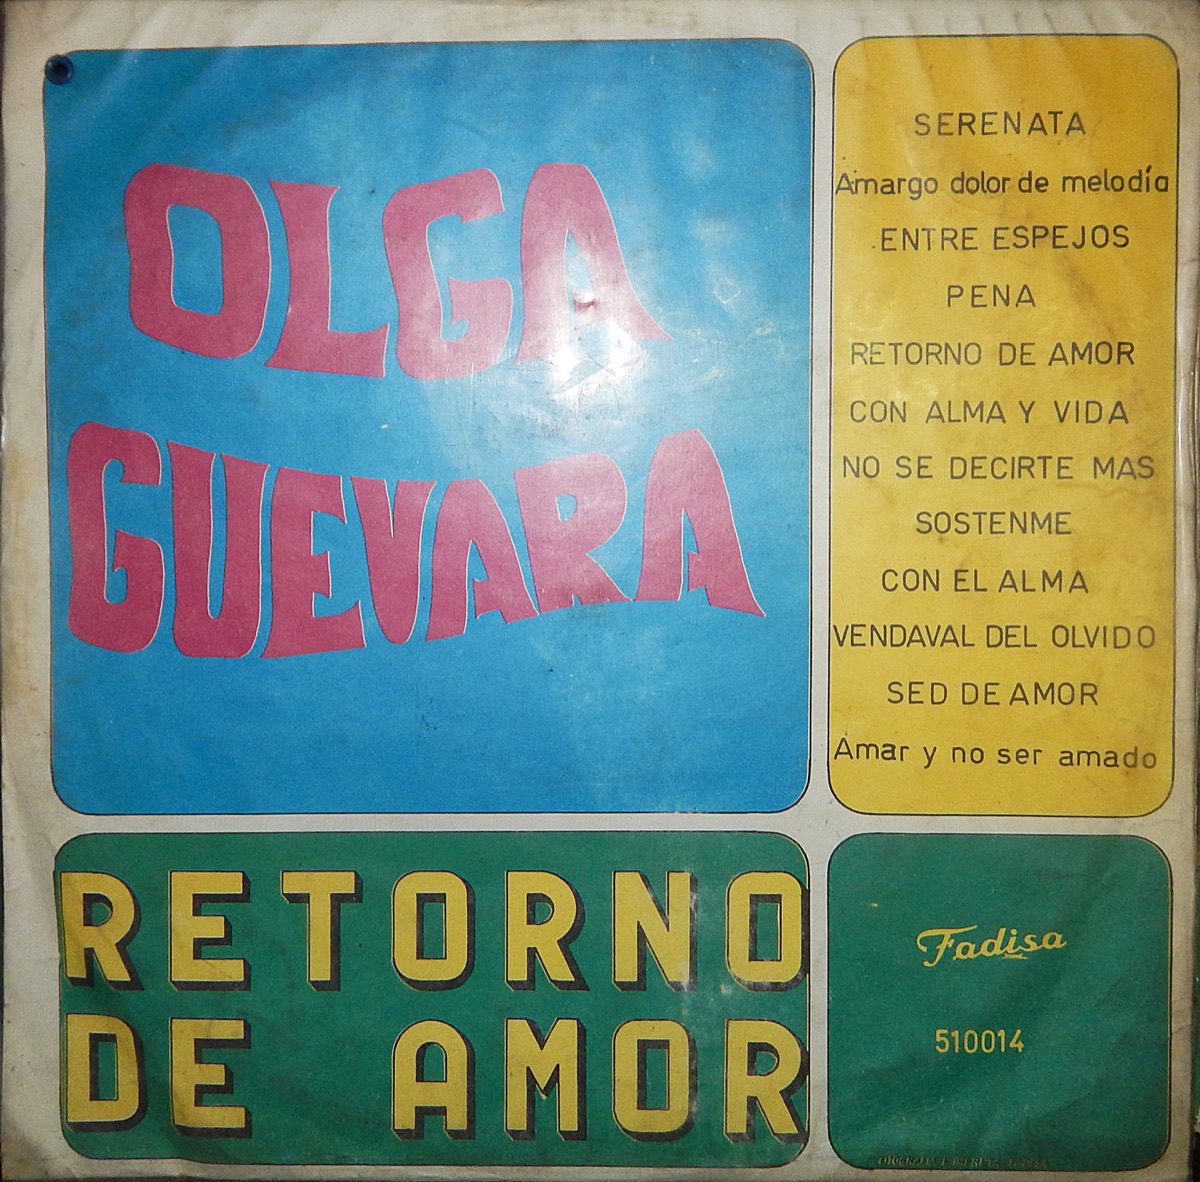 OLGA
GUEVARA
SERENATA
Amargo dolor de melodía
ENTRE ESPEJOS
PENA
RETORNO DE AMOR
CON ALMA Y VIDA
NO SE DECIRTE MAS
SOSTENME
CON EL ALMA
VENDAVAL DEL OLVIDO
SED DE AMOR
Amar y no ser amado
RETORNO
DE AMOR
Fadisa
510014